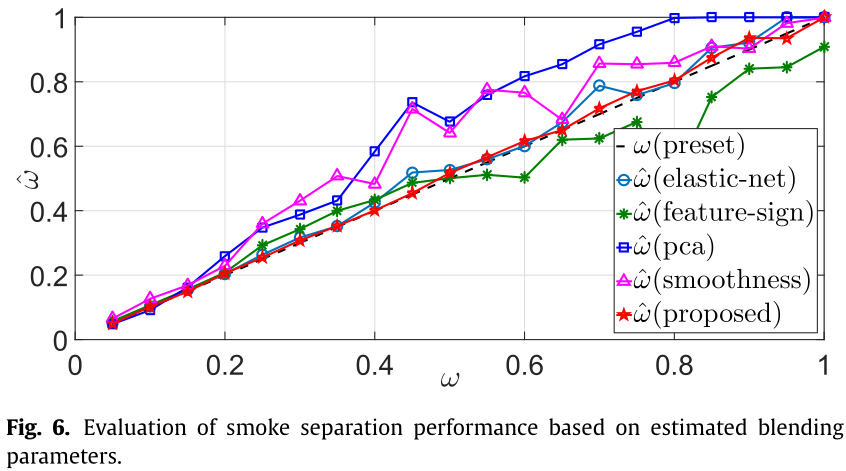 1
0.8
0.6
0.4
0.2
0
ω̂
0 0.2 0.4 0.6 0.8 1
ω
ω(preset)
ω̂(elastic-net)
ω̂(feature-sign)
ω̂(pca)
ω̂(smoothness)
ω̂(proposed)
Fig. 6. Evaluation of smoke separation performance based on estimated blending
parameters.